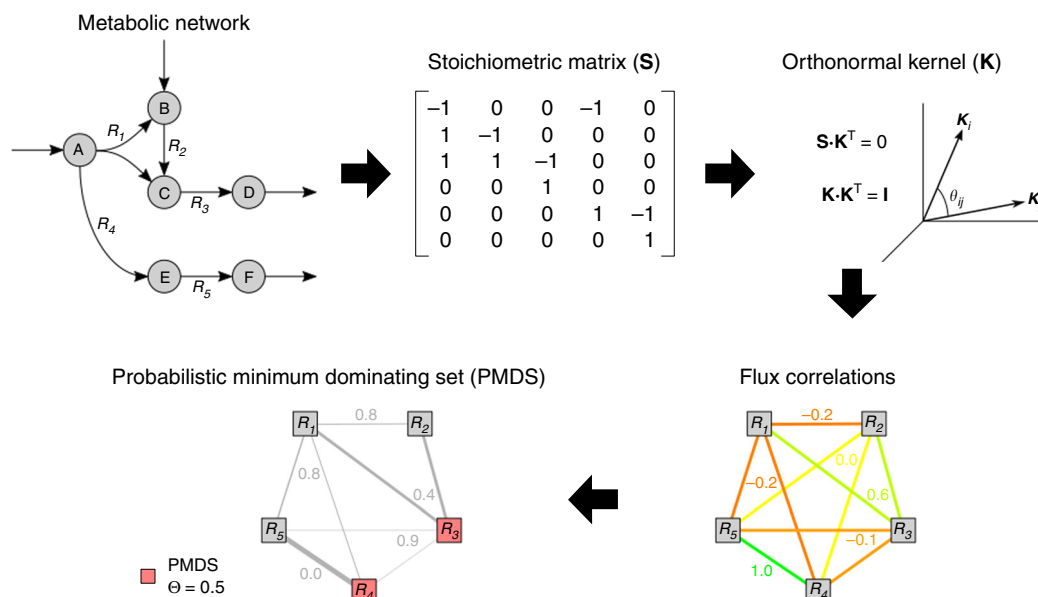 Metabolic network
A
B
C
D
E
F
R1
R2
R3
R4
R5
Stoichiometric matrix (S)
–1 0 0 –1 0
1 –1 0 0 0
1 1 –1 0 0
0 0 1 0 0
0 0 0 1 –1
0 0 0 0 1
Orthonormal kernel (K)
S·K^T = 0
K·K^T = I
Ki
θij
K
Probabilistic minimum dominating set (PMDS)
R1
0.8
R2
0.8
0.4
R5
0.9
R3
0.0
R4
PMDS
Θ = 0.5
Flux correlations
–0.2
R1
R2
0.0
–0.2
0.6
R5
R3
–0.1
1.0
R4